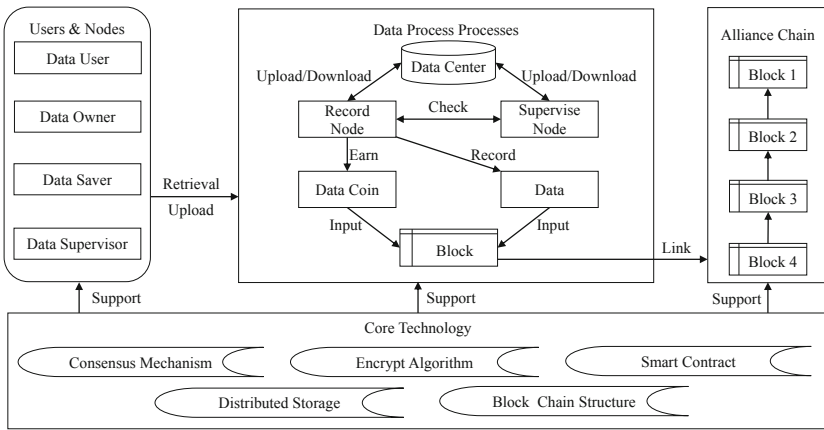 Users & Nodes
Data User
Data Owner
Data Saver
Data Supervisor
Retrieval
Upload
Data Process Processes
Data Center
Upload/Download
Upload/Download
Record
Node
Check
Supervise
Node
Earn
Record
Data Coin
Data
Input
Input
Block
Link
Alliance Chain
Block 1
Block 2
Block 3
Block 4
Support
Support
Support
Core Technology
Consensus Mechanism
Encrypt Algorithm
Smart Contract
Distributed Storage
Block Chain Structure